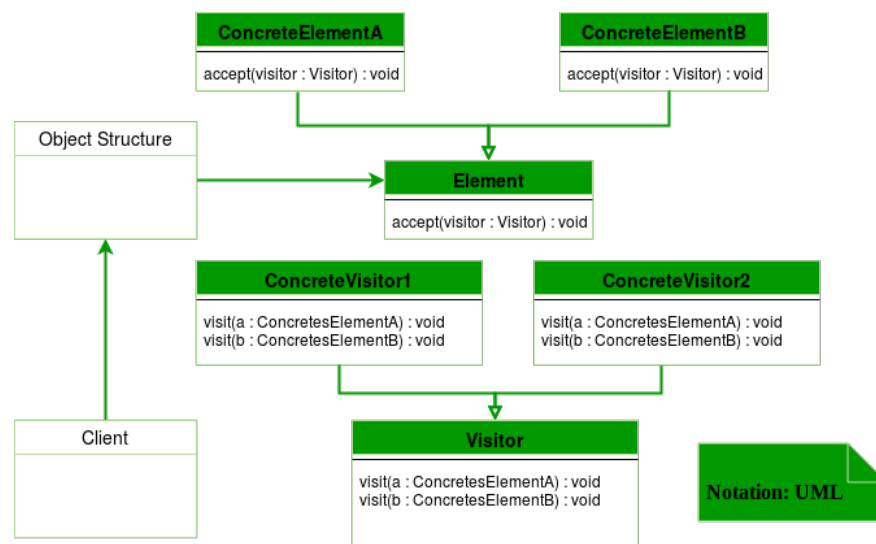 ConcreteElementA
accept(visitor : Visitor) : void
ConcreteElementB
accept(visitor : Visitor) : void
Object Structure
Element
accept(visitor : Visitor) : void
ConcreteVisitor1
visit(a : ConcretesElementA) : void
visit(b : ConcretesElementB) : void
ConcreteVisitor2
visit(a : ConcretesElementA) : void
visit(b : ConcretesElementB) : void
Client
Visitor
visit(a : ConcretesElementA) : void
visit(b : ConcretesElementB) : void
Notation: UML